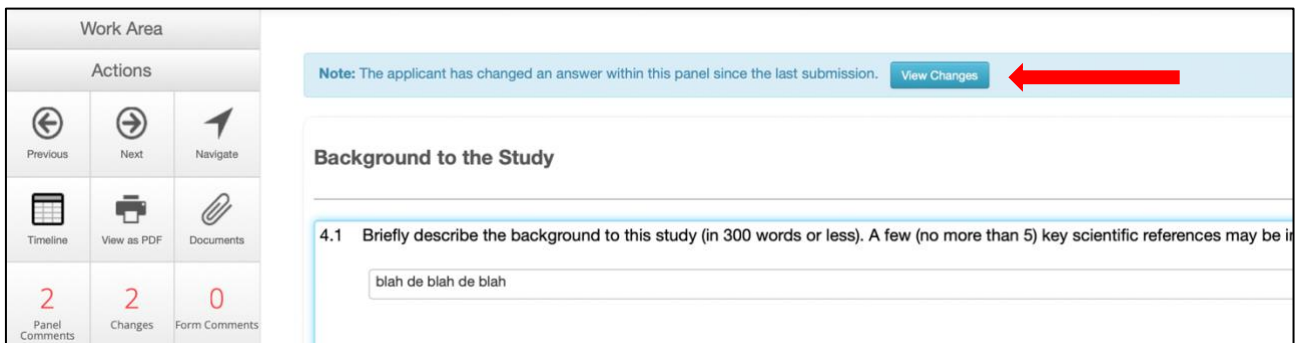 Work Area
Actions
Previous
Next
Navigate
Timeline
View as PDF
Documents
2
Panel
Comments
2
Changes
0
Form Comments
Note: The applicant has changed an answer within this panel since the last submission.
View Changes
Background to the Study
4.1 Briefly describe the background to this study (in 300 words or less). A few (no more than 5) key scientific references may be
blah de blah de blah